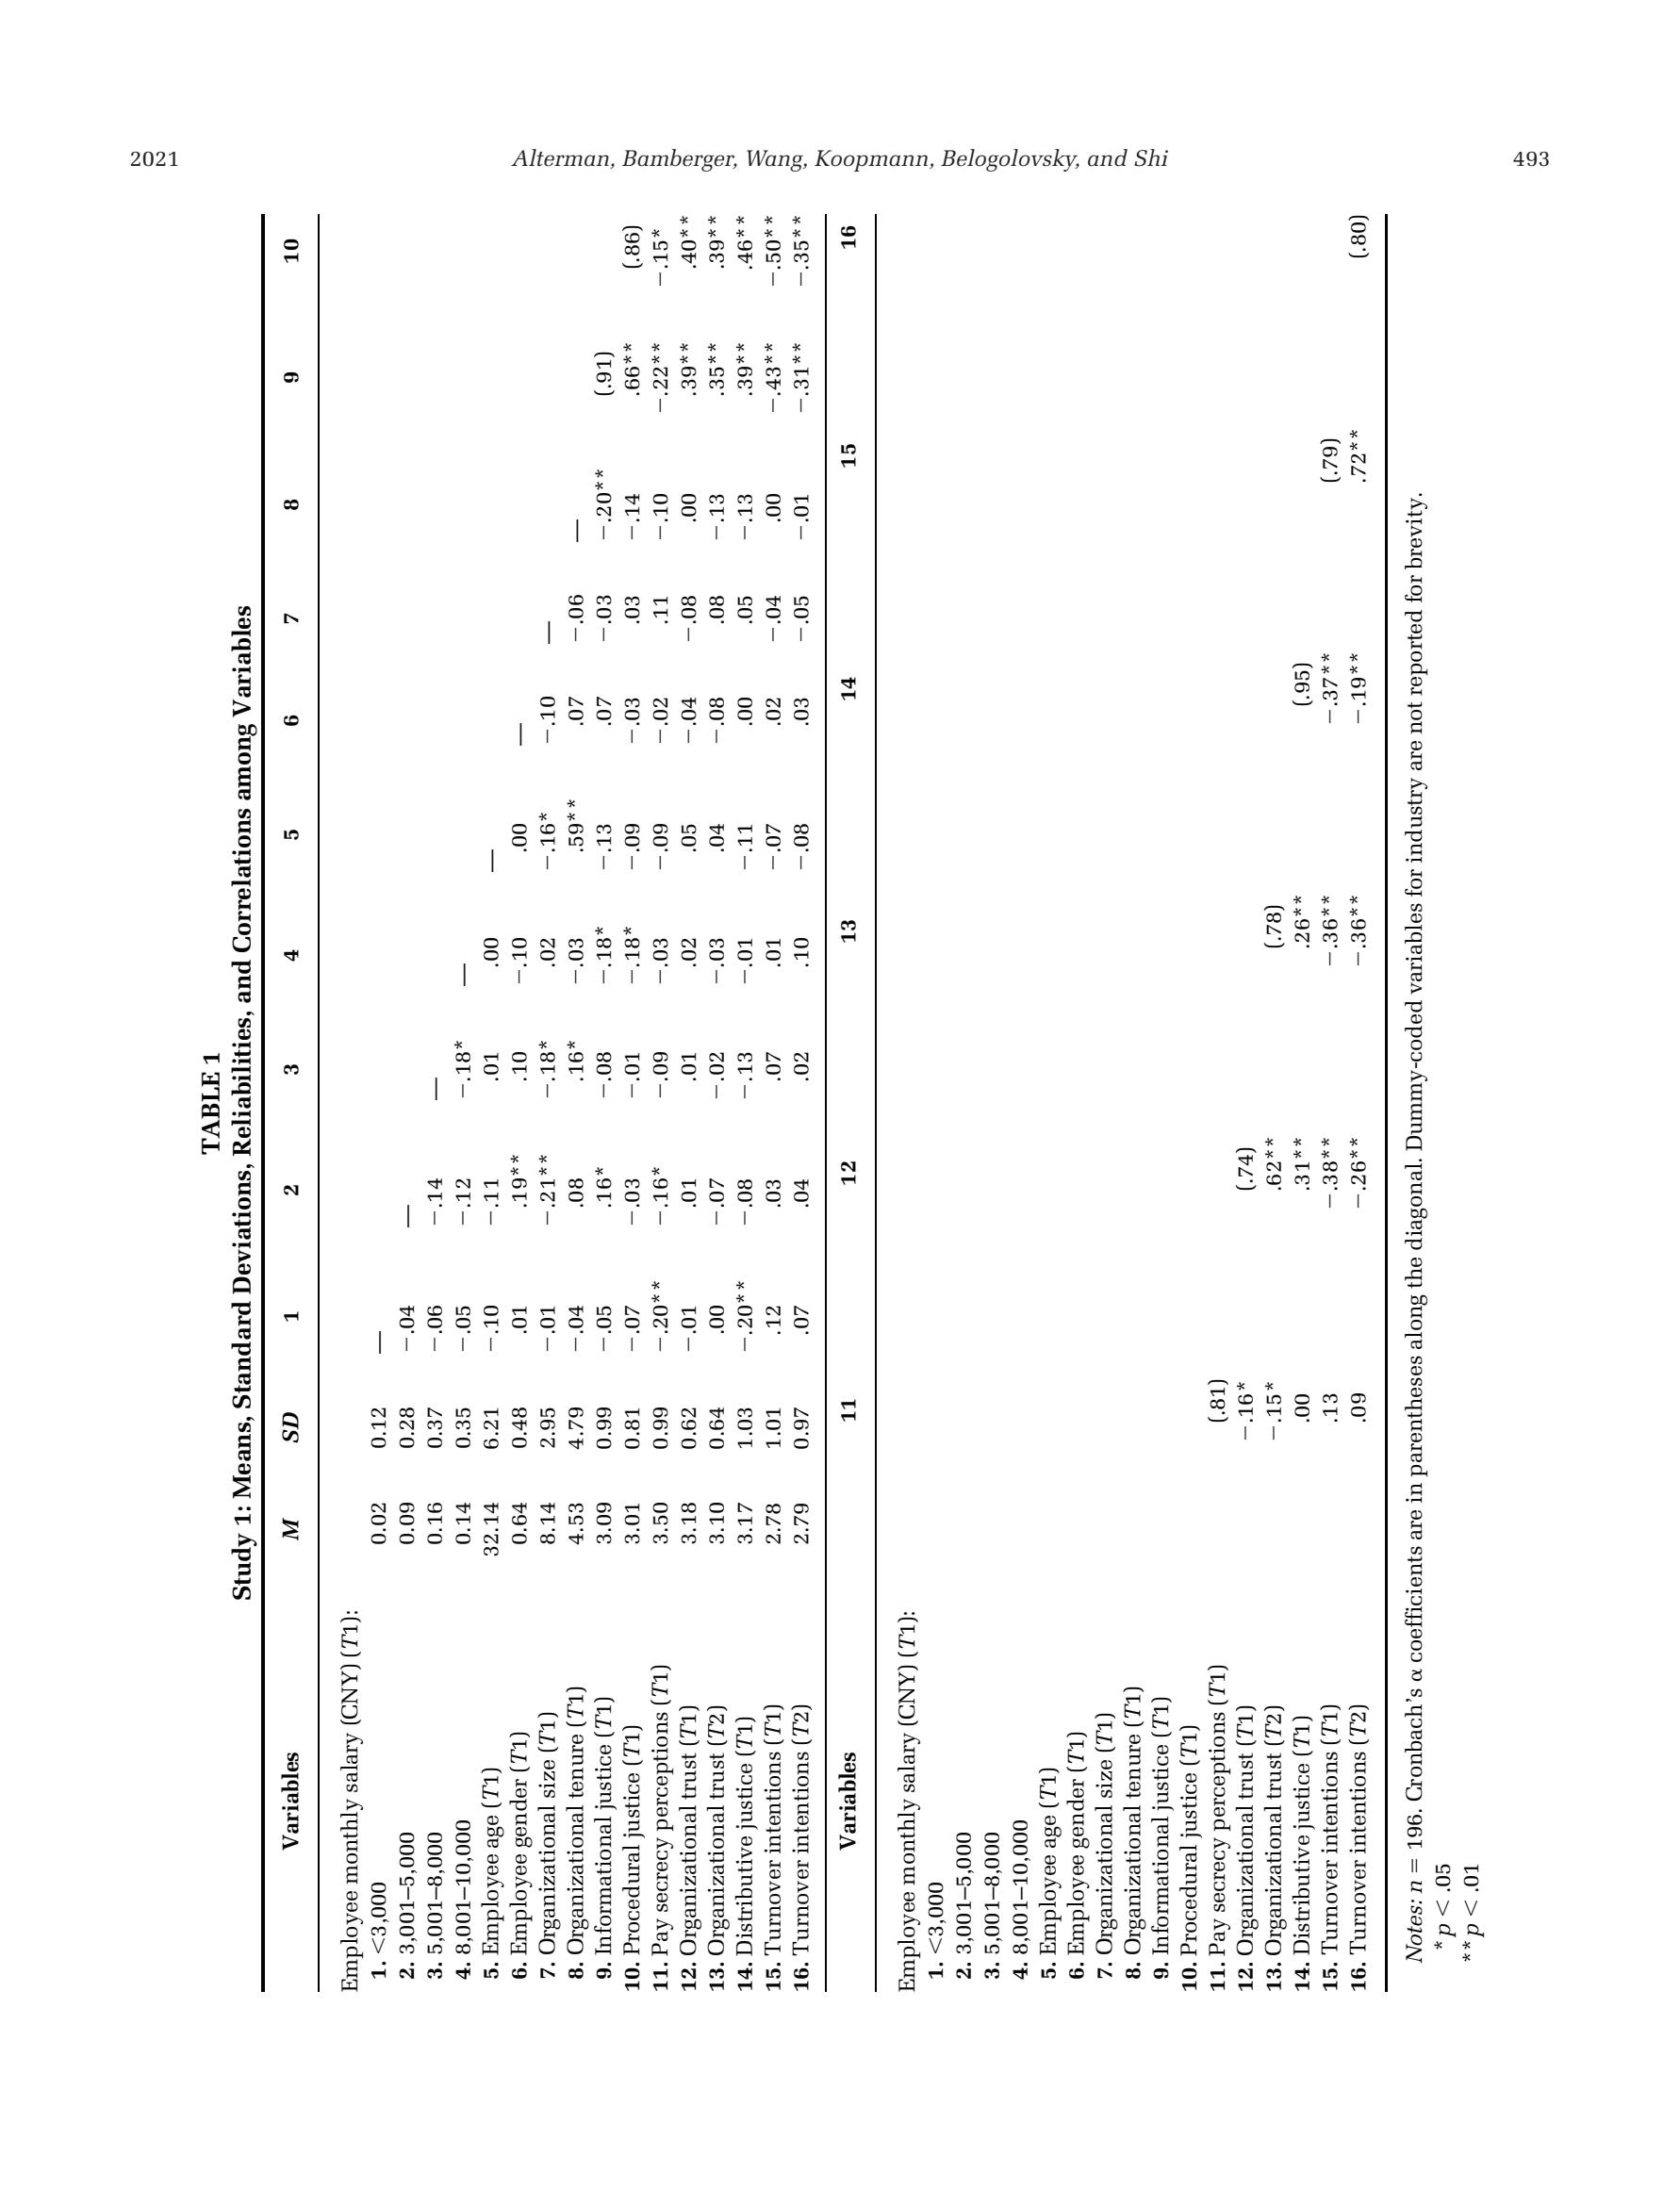 2021 Alterman, Bamberger, Wang, Koopmann, Belogolovsky, and Shi 493
TABLE 1
Study 1: Means, Standard Deviations, Reliabilities, and Correlations among Variables
Variables M SD 1 2 3 4 5 6 7 8 9 10
Employee monthly salary (CNY) (T1):
1. <3,000 0.02 0.12 —
2. 3,001–5,000 0.09 0.28 −.04 —
3. 5,001–8,000 0.16 0.37 −.06 −.14 —
4. 8,001–10,000 0.14 0.35 −.05 −.12 −.18* —
5. Employee age (T1) 32.14 6.21 −.10 −.11 .01 .00 —
6. Employee gender (T1) 0.64 0.48 .01 .19** .10 −.10 .00 —
7. Organizational size (T1) 8.14 2.95 −.01 −.21** −.18* .02 −.16* −.10 —
8. Organizational tenure (T1) 4.53 4.79 −.04 .08 .16* −.03 .59** .07 −.06 —
9. Informational justice (T1) 3.09 0.99 −.05 .16* −.08 −.18* −.13 .07 −.03 −.20** (.91)
10. Procedural justice (T1) 3.01 0.81 −.07 −.03 −.01 −.18* −.09 −.03 .03 −.14 .66** (.86)
11. Pay secrecy perceptions (T1) 3.50 0.99 −.20** −.16* −.09 −.03 −.09 −.02 .11 −.10 −.22** −.15*
12. Organizational trust (T1) 3.18 0.62 −.01 .01 .01 .02 .05 −.04 −.08 .00 .39** .40**
13. Organizational trust (T2) 3.10 0.64 .00 −.07 −.02 −.03 .04 −.08 .08 −.13 .35** .39**
14. Distributive justice (T1) 3.17 1.03 −.20** −.08 −.13 −.01 −.11 .00 .05 −.13 .39** .46**
15. Turnover intentions (T1) 2.78 1.01 .12 .03 .07 .01 −.07 .02 −.04 .00 −.43** −.50**
16. Turnover intentions (T2) 2.79 0.97 .07 .04 .02 .10 −.08 .03 −.05 −.01 −.31** −.35**
Variables 11 12 13 14 15 16
Employee monthly salary (CNY) (T1):
1. <3,000
2. 3,001–5,000
3. 5,001–8,000
4. 8,001–10,000
5. Employee age (T1)
6. Employee gender (T1)
7. Organizational size (T1)
8. Organizational tenure (T1)
9. Informational justice (T1)
10. Procedural justice (T1)
11. Pay secrecy perceptions (T1) (.81)
12. Organizational trust (T1) −.16* (.74)
13. Organizational trust (T2) −.15* .62** (.78)
14. Distributive justice (T1) .00 .31** .26** (.95)
15. Turnover intentions (T1) .13 −.38** −.36** −.37** (.79)
16. Turnover intentions (T2) .09 −.26** −.36** −.19** .72** (.80)
Notes: n = 196. Cronbach's α coefficients are in parentheses along the diagonal. Dummy-coded variables for industry are not reported for brevity.
* p < .05
** p < .01